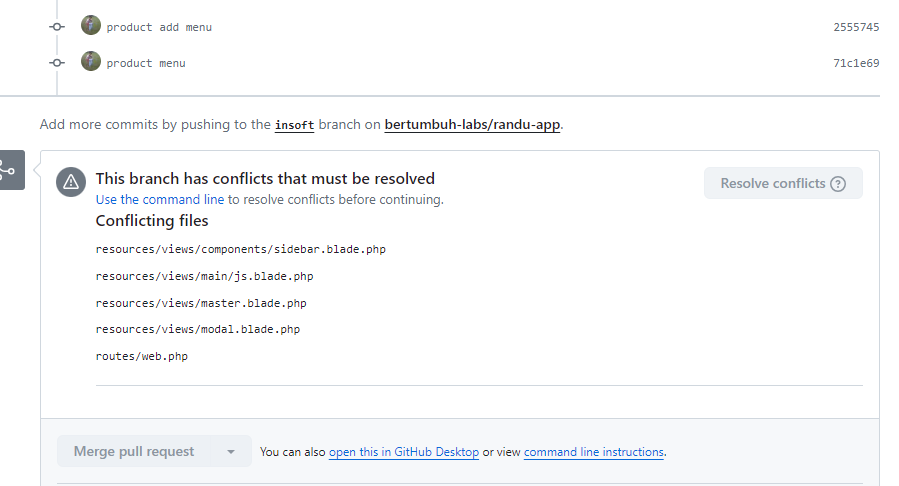 product add menu 2555745
product menu 71c1e69
Add more commits by pushing to the insoft branch on bertumbuh-labs/randu-app.
This branch has conflicts that must be resolved
Resolve conflicts
Use the command line to resolve conflicts before continuing.
Conflicting files
resources/views/components/sidebar.blade.php
resources/views/main/js.blade.php
resources/views/master.blade.php
resources/views/modal.blade.php
routes/web.php
Merge pull request
You can also open this in GitHub Desktop or view command line instructions.